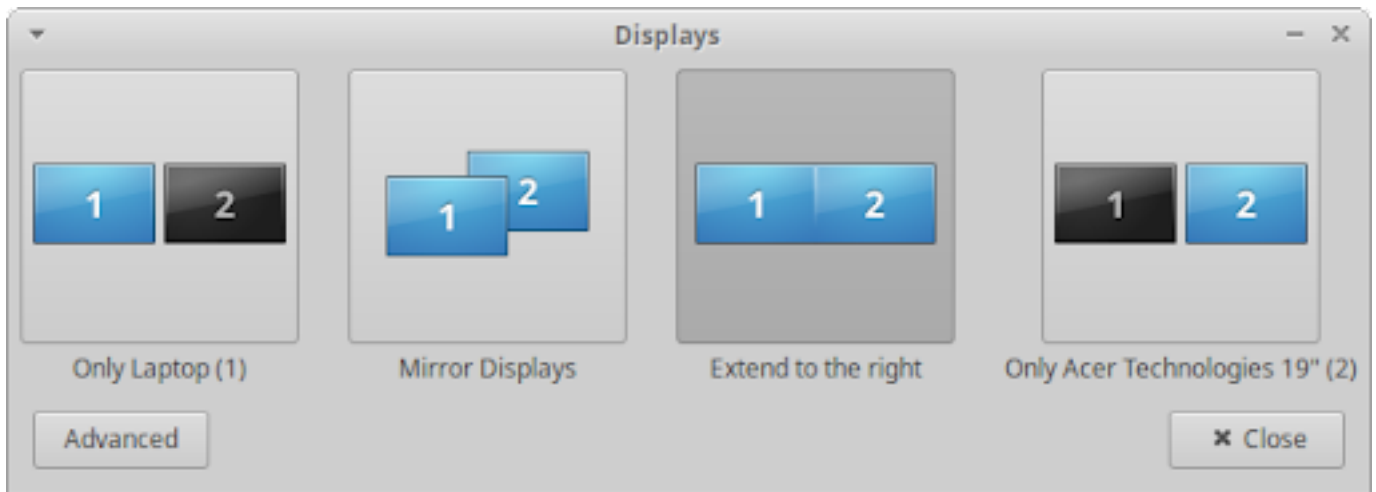 Displays
1 2
1 2
1 2
1 2
Only Laptop (1)
Mirror Displays
Extend to the right
Only Acer Technologies 19" (2)
Advanced
Close